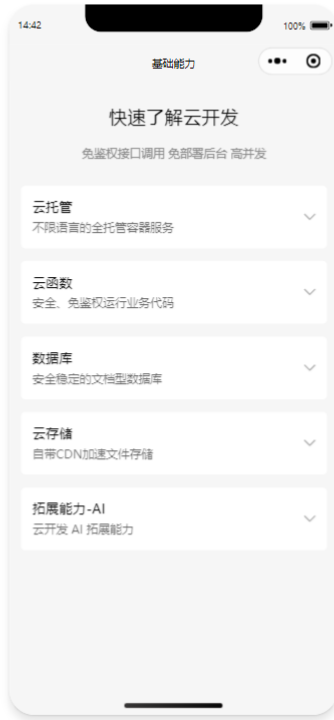 14:42
100%
基础能力
快速了解云开发
免鉴权接口调用 免部署后台 高并发
云托管
不限语言的全托管容器服务
云函数
安全、免鉴权运行业务代码
数据库
安全稳定的文档型数据库
云存储
自带CDN加速文件存储
拓展能力-AI
云开发 AI 拓展能力